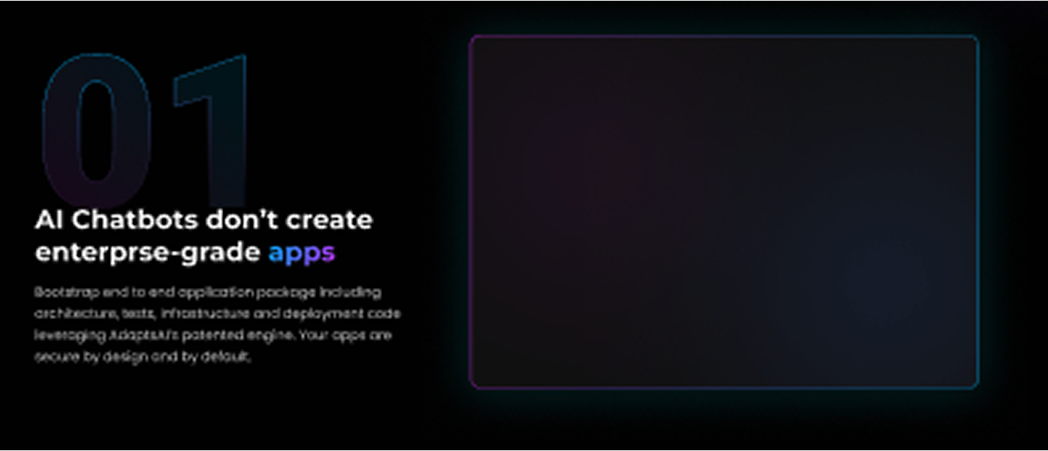 01
AI Chatbots don't create
enterprse-grade apps
Bootstrap end to end application package including
architecture, tests, infrastructure and deployment code
leveraging AdaptsAI's patented engine. Your apps are
secure by design and by default.